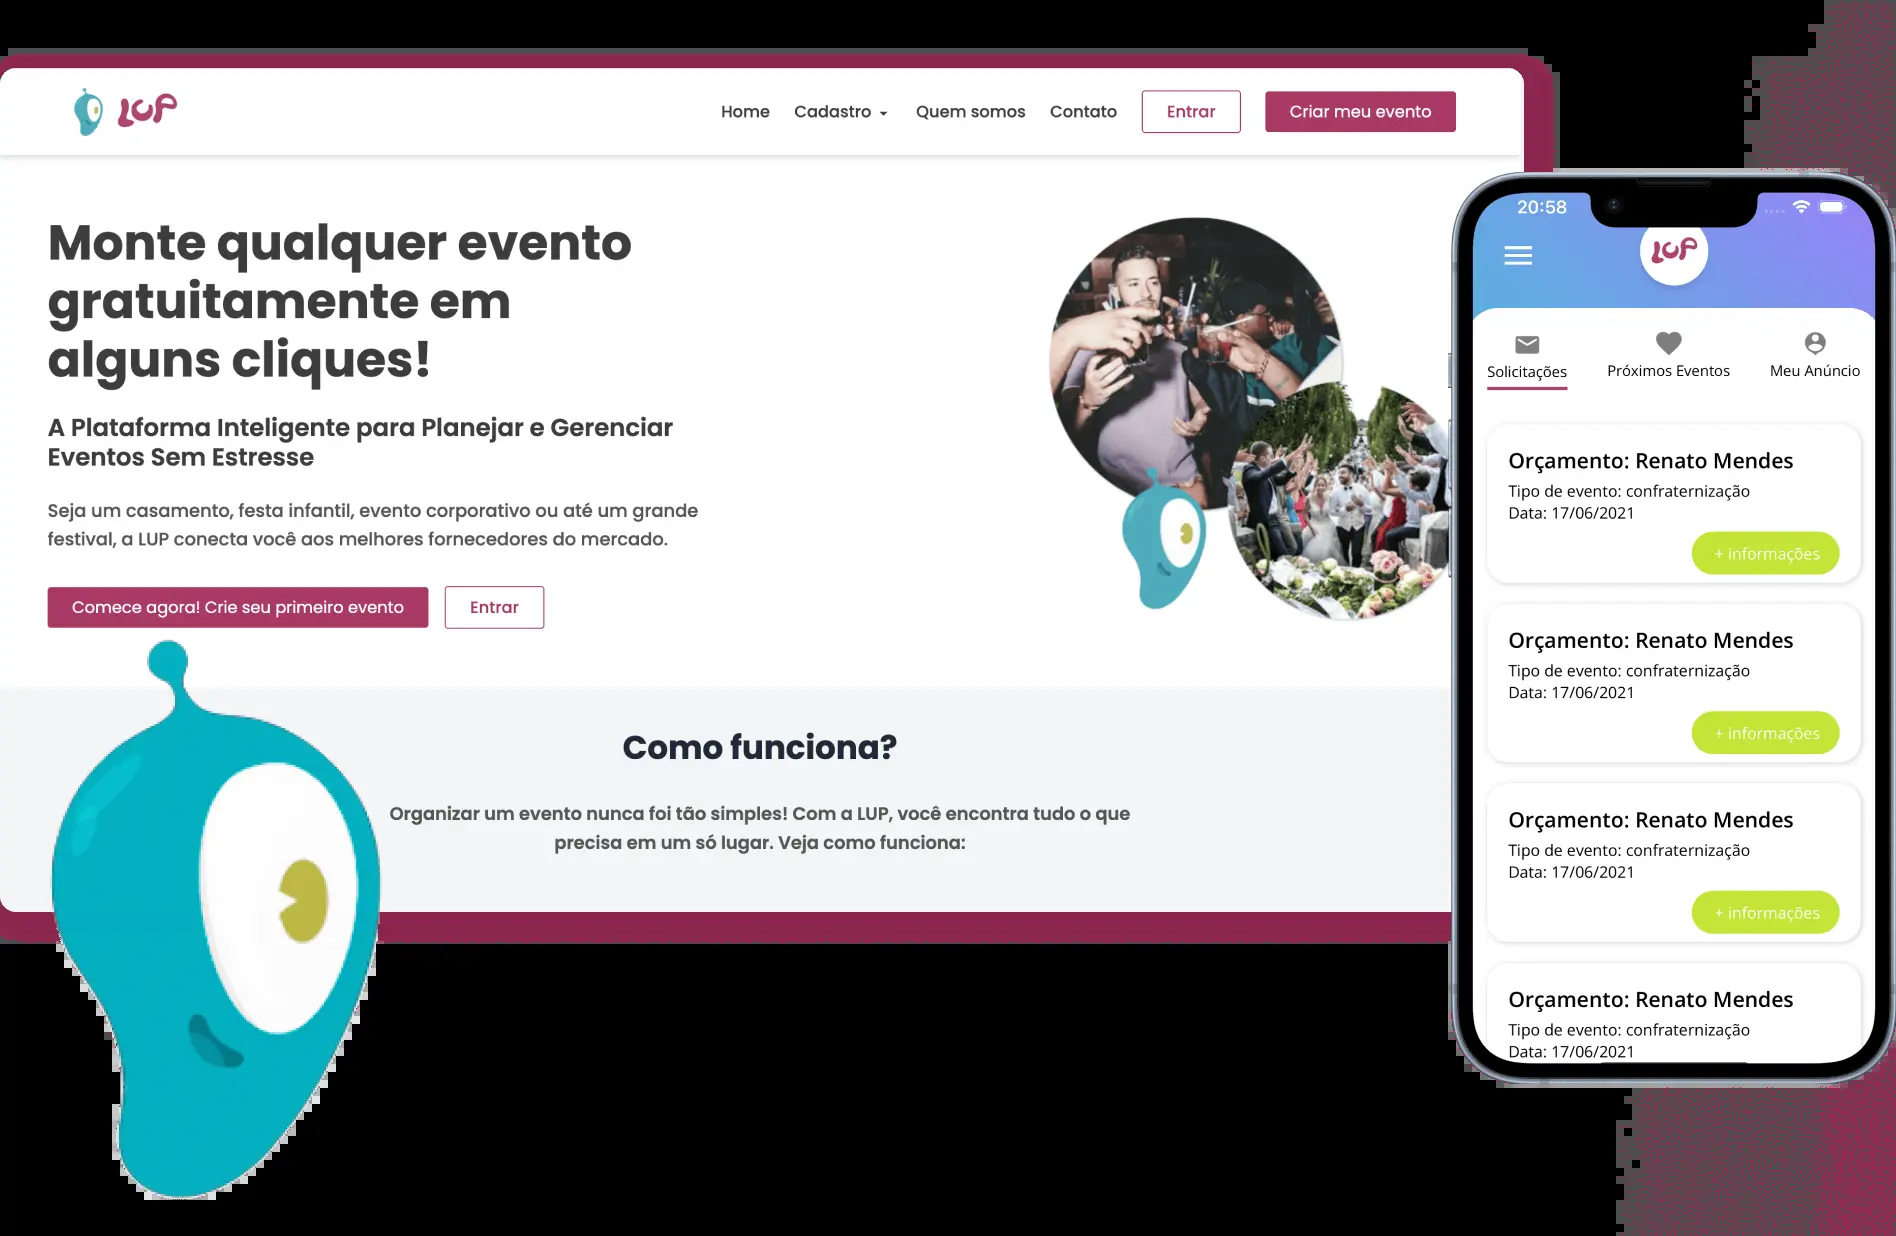 LUP
Home
Cadastro
Quem somos
Contato
Entrar
Criar meu evento
Monte qualquer evento
gratuitamente em
alguns cliques!
A Plataforma Inteligente para Planejar e Gerenciar
Eventos Sem Estresse
Seja um casamento, festa infantil, evento corporativo ou até um grande
festival, a LUP conecta você aos melhores fornecedores do mercado.
Comece agora! Crie seu primeiro evento
Entrar
Como funciona?
Organizar um evento nunca foi tão simples! Com a LUP, você encontra tudo o que
precisa em um só lugar. Veja como funciona:
20:58
LUP
Solicitações
Próximos Eventos
Meu Anúncio
Orçamento: Renato Mendes
Tipo de evento: confraternização
Data: 17/06/2021
+ informações
Orçamento: Renato Mendes
Tipo de evento: confraternização
Data: 17/06/2021
+ informações
Orçamento: Renato Mendes
Tipo de evento: confraternização
Data: 17/06/2021
+ informações
Orçamento: Renato Mendes
Tipo de evento: confraternização
Data: 17/06/2021